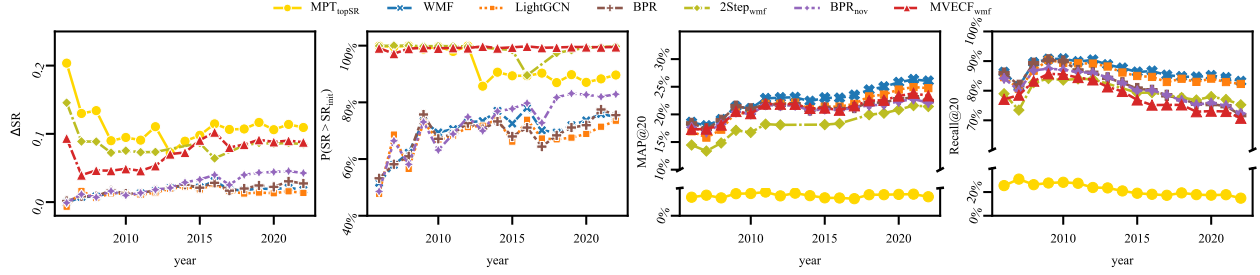 MPT_topSR WMF LightGCN BPR 2Step_wmf BPR_nov MVECF_wmf
ΔSR
0.2
0.1
0.0
2010 2015 2020
year
P(SR > SR_init)
100%
80%
60%
40%
2010 2015 2020
year
MAP@20
30%
25%
20%
15%
10%
0%
2010 2015 2020
year
Recall@20
100%
90%
80%
70%
20%
0%
2010 2015 2020
year